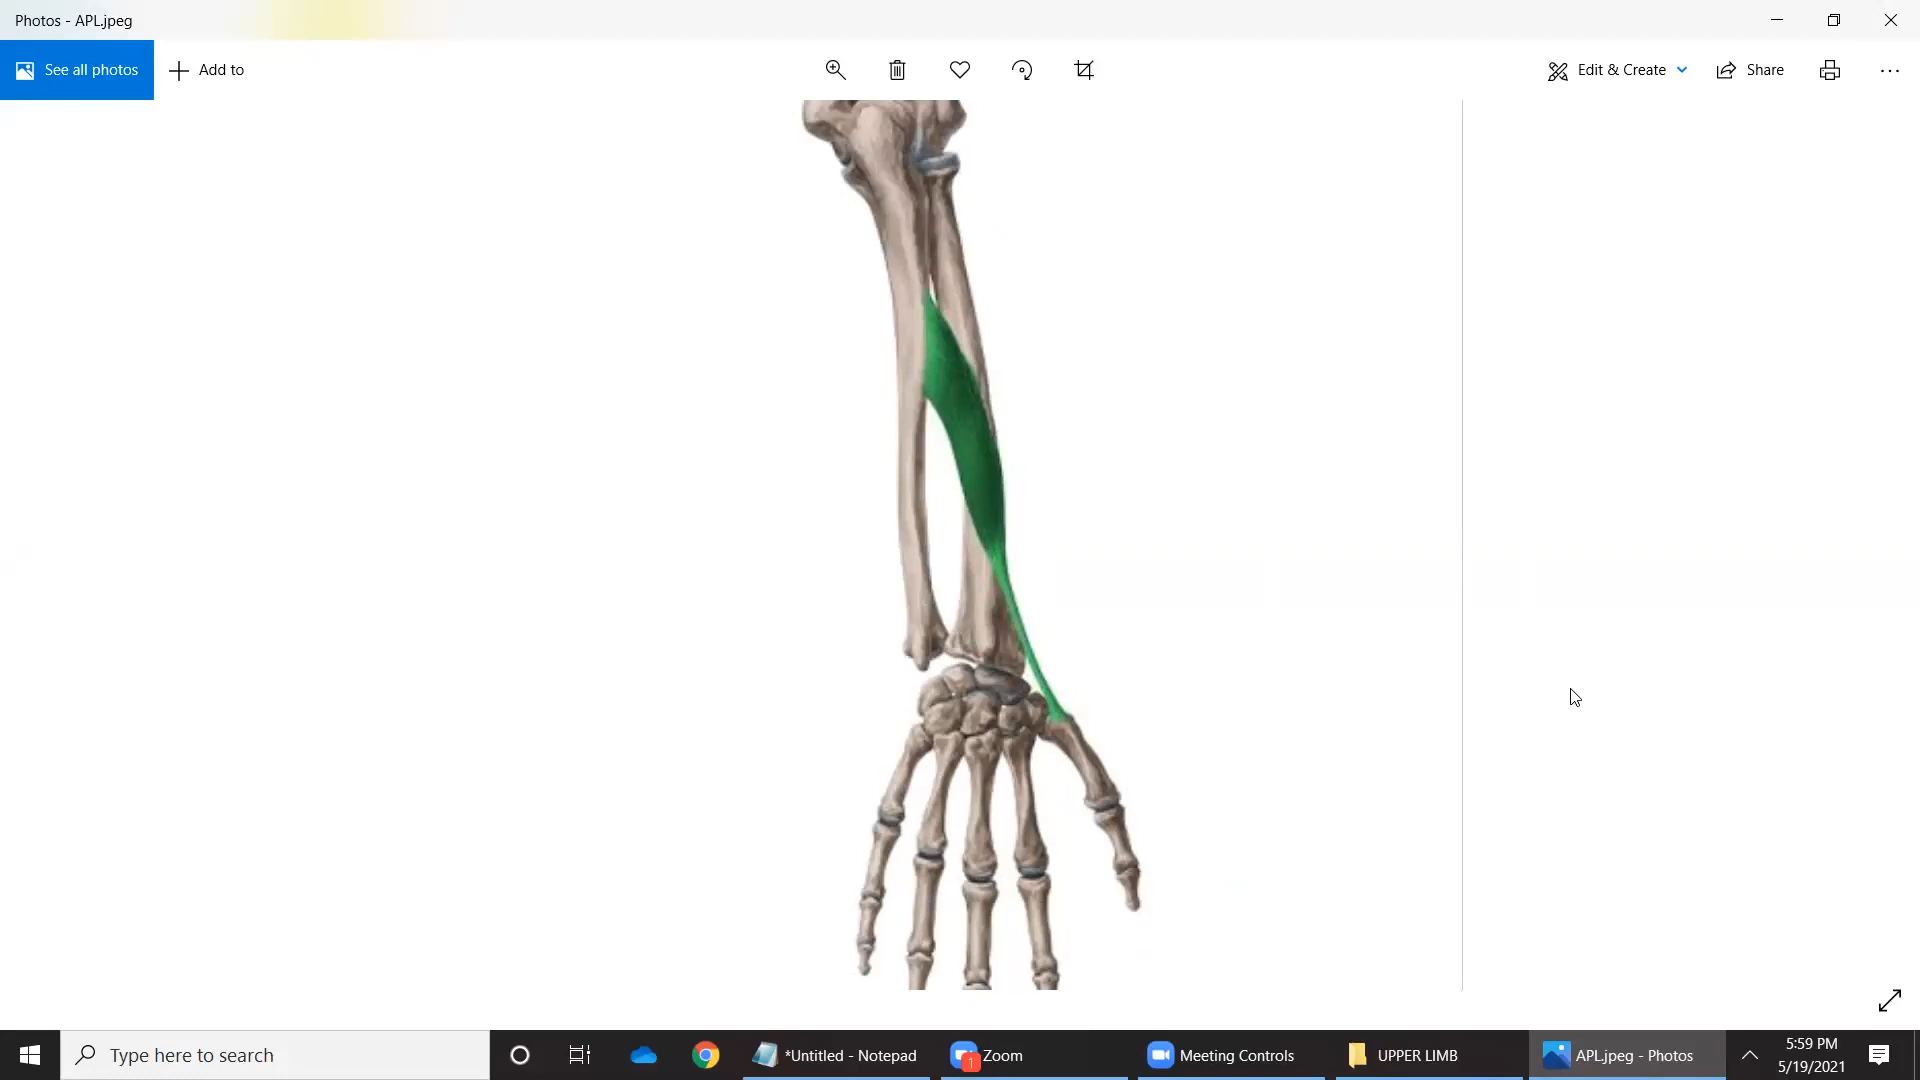 Photos - APL.jpeg
See all photos
Add to
Edit & Create
Share
Type here to search
*Untitled - Notepad
1
Zoom
Meeting Controls
UPPER LIMB
APL.jpeg - Photos
5:59 PM
5/19/2021